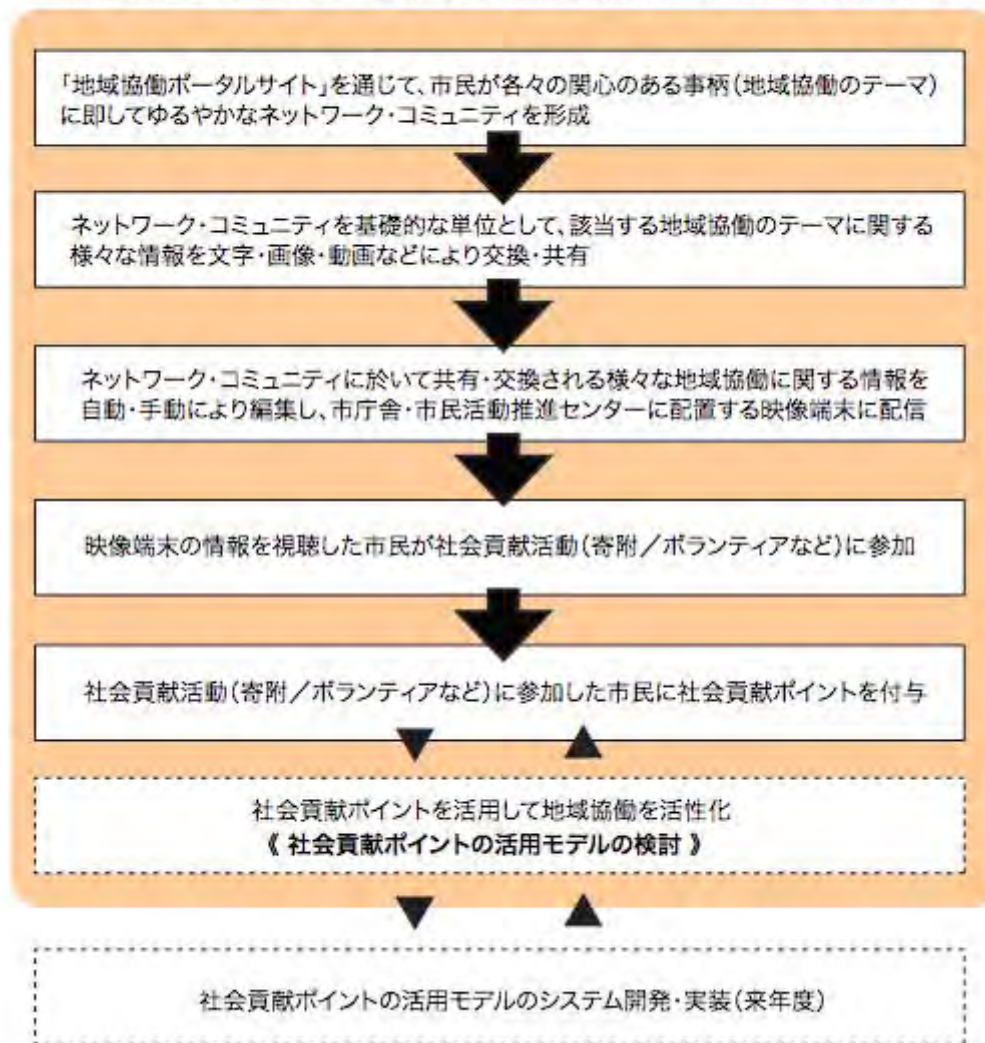 「地域協働ポータルサイト」を通じて、市民が各々の関心のある事柄（地域協働のテーマ）
に即してゆるやかなネットワーク・コミュニティを形成
ネットワーク・コミュニティを基礎的な単位として、該当する地域協働のテーマに関する
様々な情報を文字・画像・動画などにより交換・共有
ネットワーク・コミュニティに於いて共有・交換される様々な地域協働に関する情報を
自動・手動により編集し、市庁舎・市民活動推進センターに配置する映像端末に配信
映像端末の情報を視聴した市民が社会貢献活動（寄附／ボランティアなど）に参加
社会貢献活動（寄附／ボランティアなど）に参加した市民に社会貢献ポイントを付与
社会貢献ポイントを活用して地域協働を活性化
《 社会貢献ポイントの活用モデルの検討 》
社会貢献ポイントの活用モデルのシステム開発・実装（来年度）